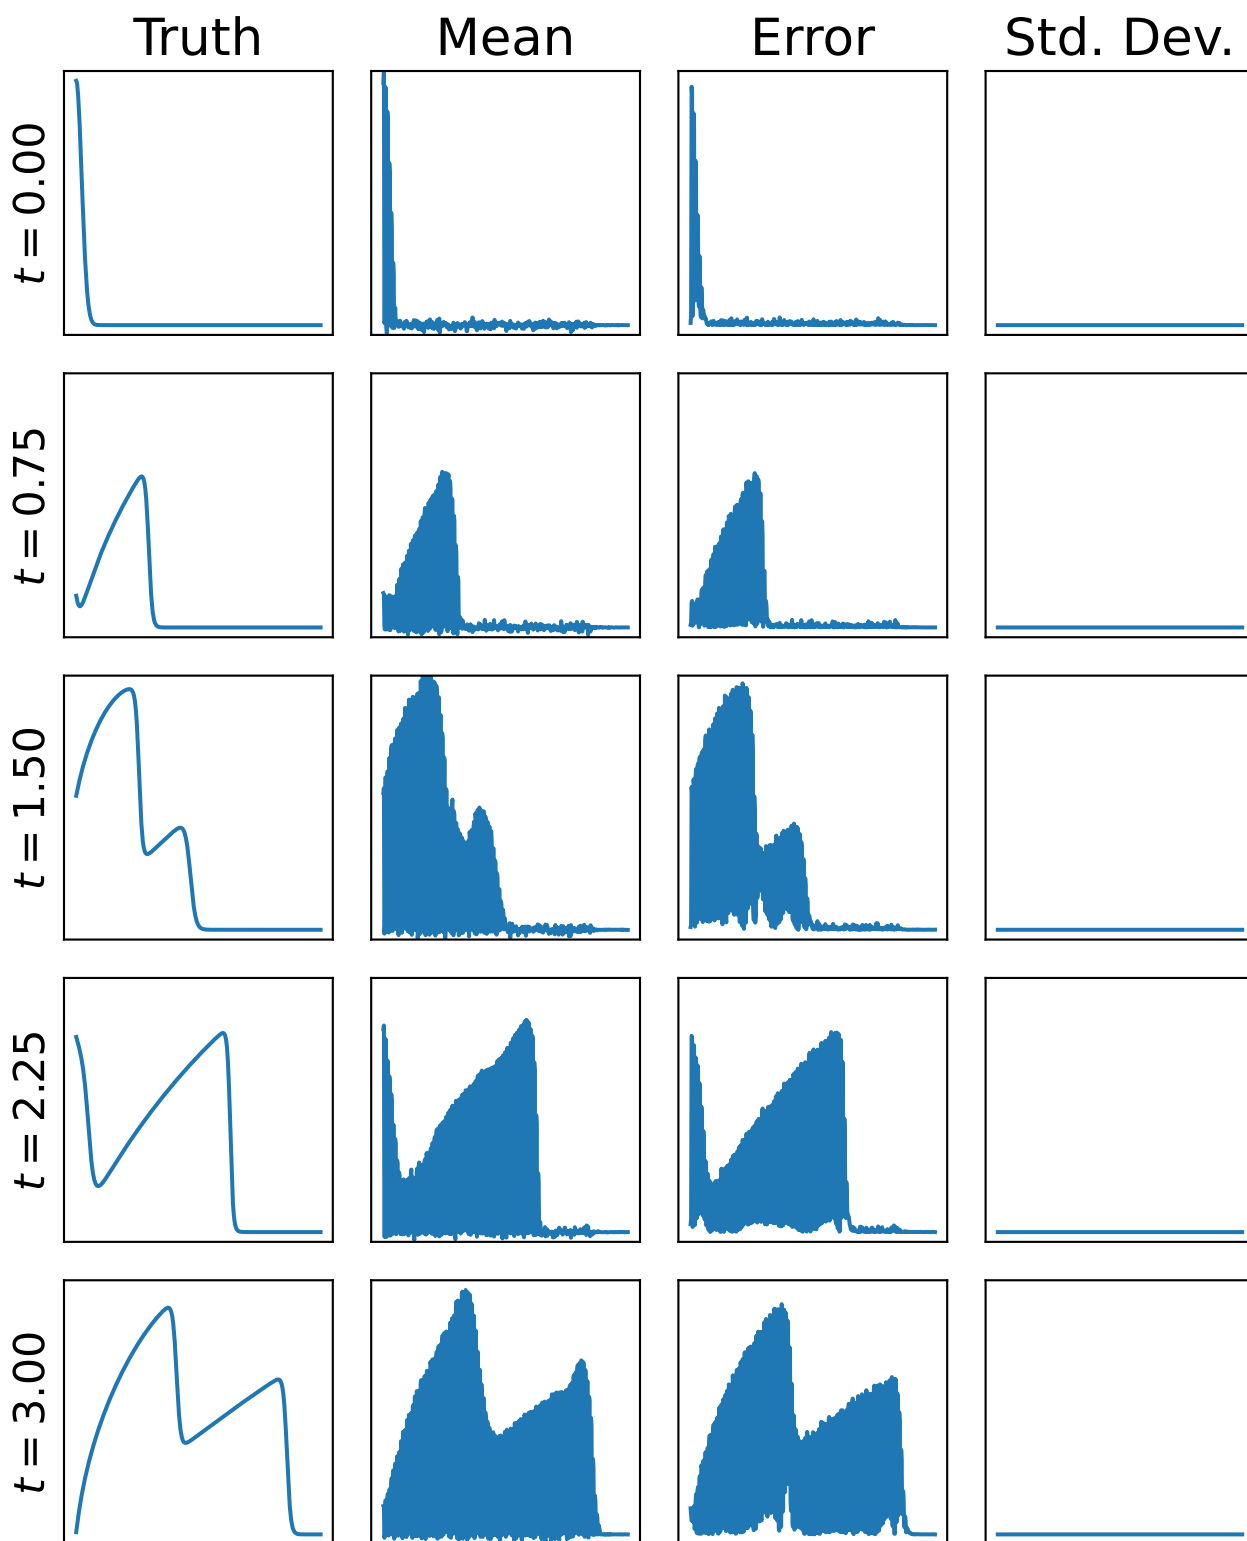 Truth Mean Error Std. Dev.
t = 0.00
t = 0.75
t = 1.50
t = 2.25
t = 3.00